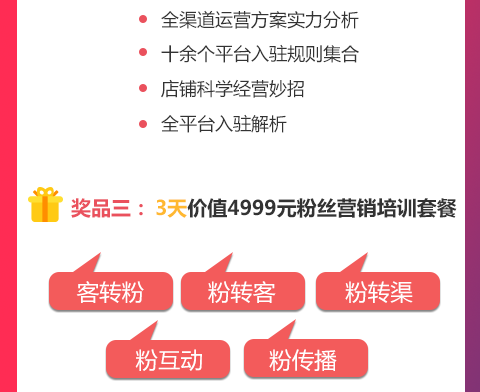 全渠道运营方案实力分析
十余个平台入驻规则集合
店铺科学经营妙招
全平台入驻解析
奖品三：3天价值4999元粉丝营销培训套餐
客转粉 粉转客 粉转渠
粉互动 粉传播